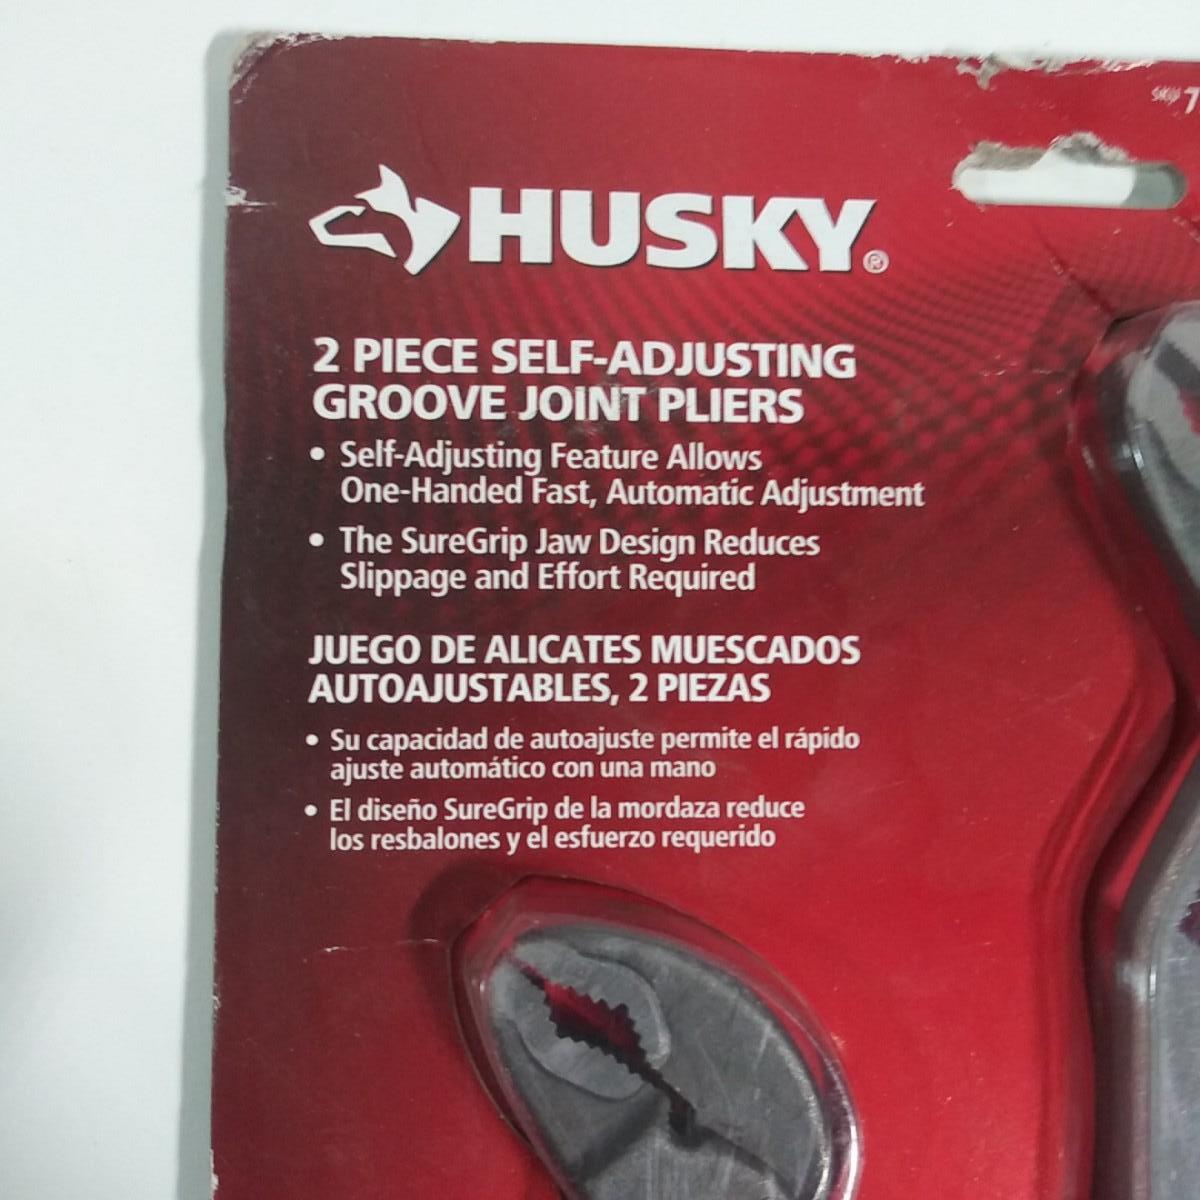 SKU 7
HUSKY®
2 PIECE SELF-ADJUSTING
GROOVE JOINT PLIERS
• Self-Adjusting Feature Allows
One-Handed Fast, Automatic Adjustment
• The SureGrip Jaw Design Reduces
Slippage and Effort Required
JUEGO DE ALICATES MUESCADOS
AUTOAJUSTABLES, 2 PIEZAS
• Su capacidad de autoajuste permite el rápido
ajuste automático con una mano
• El diseño SureGrip de la mordaza reduce
los resbalones y el esfuerzo requerido